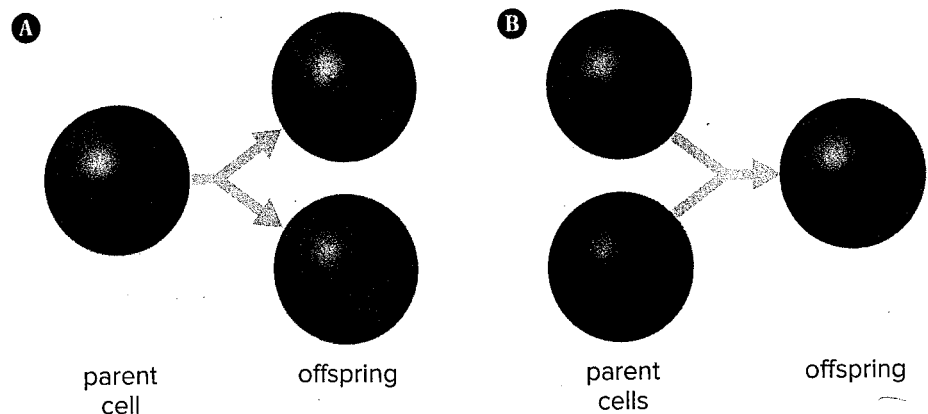 A
B
parent
cell
offspring
parent
cells
offspring